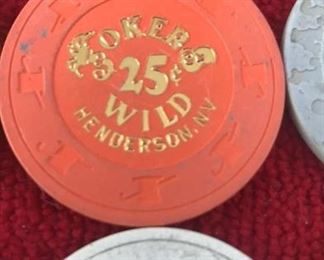 JOKERS
25¢
WILD
HENDERSON, NV